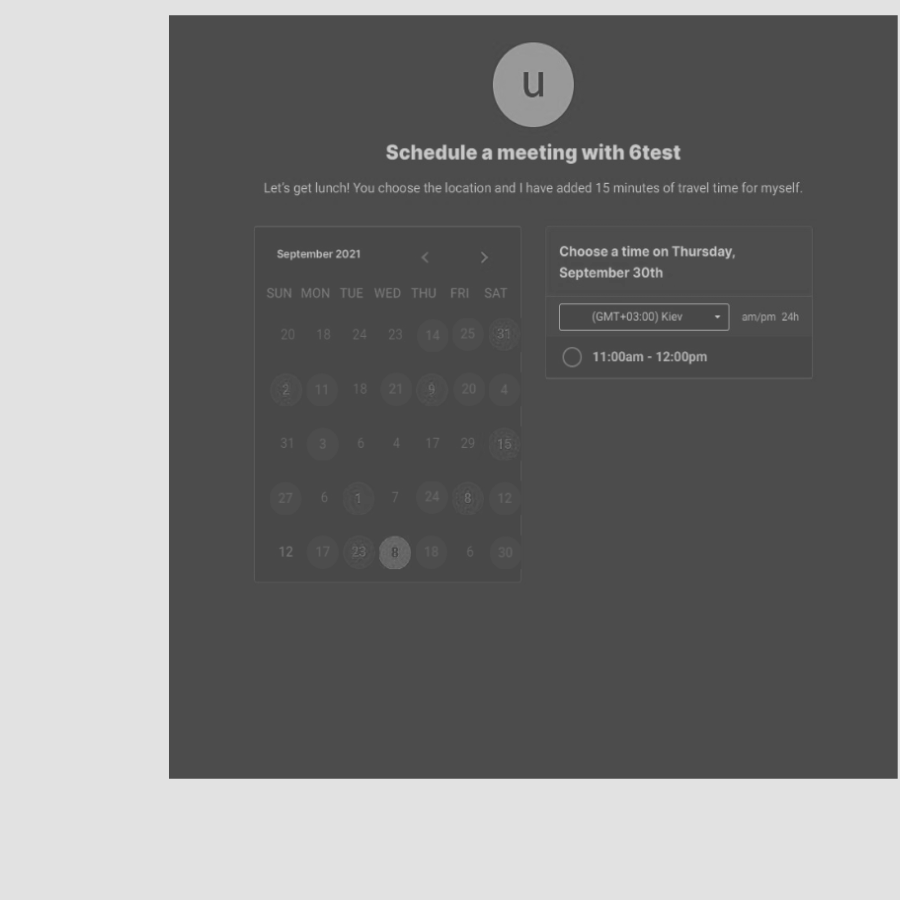 u
Schedule a meeting with 6test
Let's get lunch! You choose the location and I have added 15 minutes of travel time for myself.
September 2021
SUN MON TUE WED THU FRI SAT
20 18 24 23 14 25 31
2 11 18 21 9 20 4
31 3 6 4 17 29 15
27 6 1 7 24 8 12
12 17 23 8 18 6 30
Choose a time on Thursday,
September 30th
(GMT+03:00) Kiev am/pm 24h
11:00am - 12:00pm